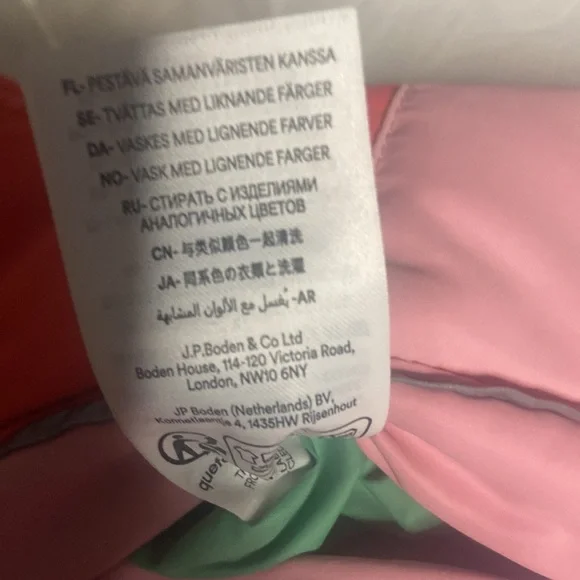 FI- PESTÄVÄ SAMANVÄRISTEN KANSSA
SE- TVÄTTAS MED LIKNANDE FÄRGER
DA- VASKES MED LIGNENDE FARVER
NO- VASK MED LIGNENDE FARGER
RU- СТИРАТЬ С ИЗДЕЛИЯМИ
АНАЛОГИЧНЫХ ЦВЕТОВ
CN- 与类似颜色一起清洗
JA- 同系色の衣類と洗濯
AR- يُغسل مع الألوان المشابهة
J.P.Boden & Co Ltd
Boden House, 114-120 Victoria Road,
London, NW10 6NY
JP Boden (Netherlands) BV,
4, 1435HW Rijsenhout